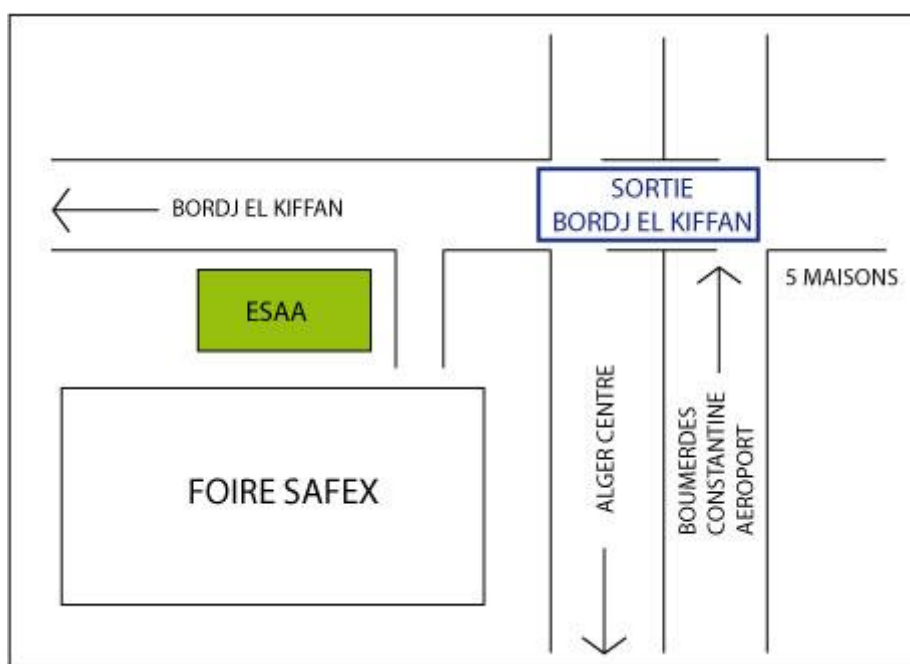 SORTIE
BORDJ EL KIFFAN
BORDJ EL KIFFAN
5 MAISONS
ESAA
FOIRE SAFEX
ALGER CENTRE
BOUMERDES
CONSTANTINE
AEROPORT